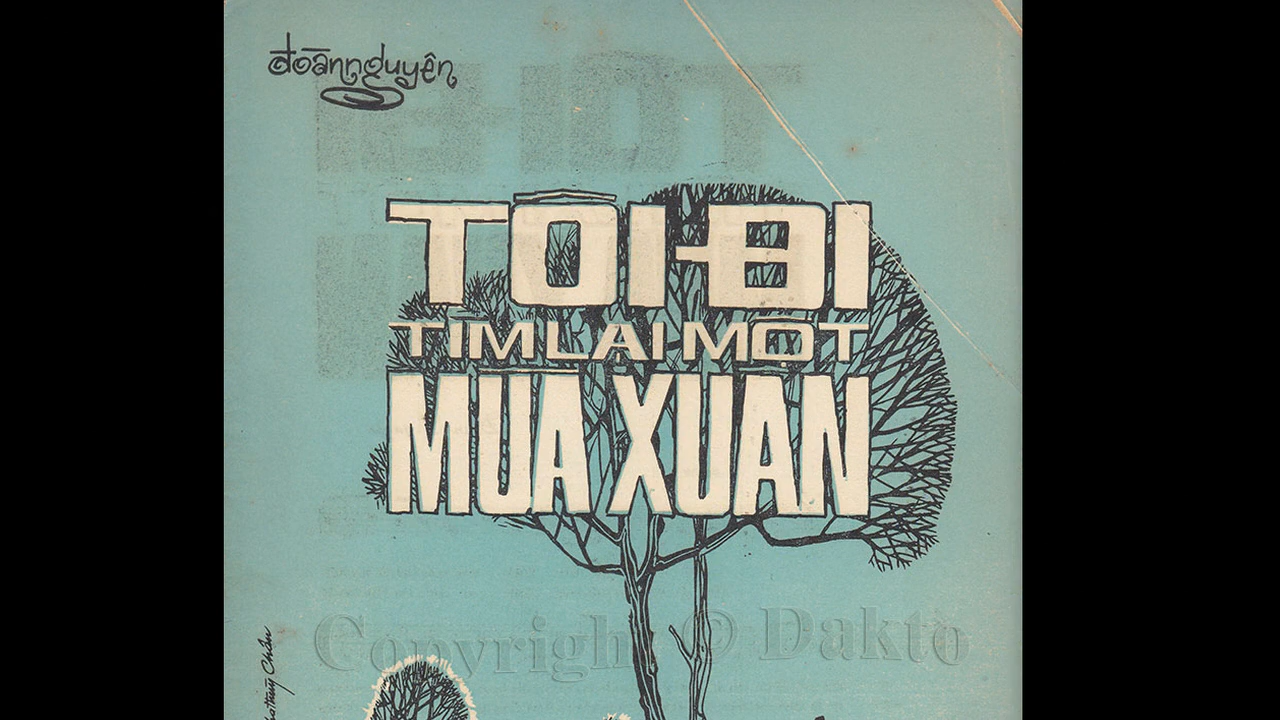 đoànnguyên
TÔI ĐI
TÌM LẠI MỘT
MÙA XUÂN
Copyright © Dakto